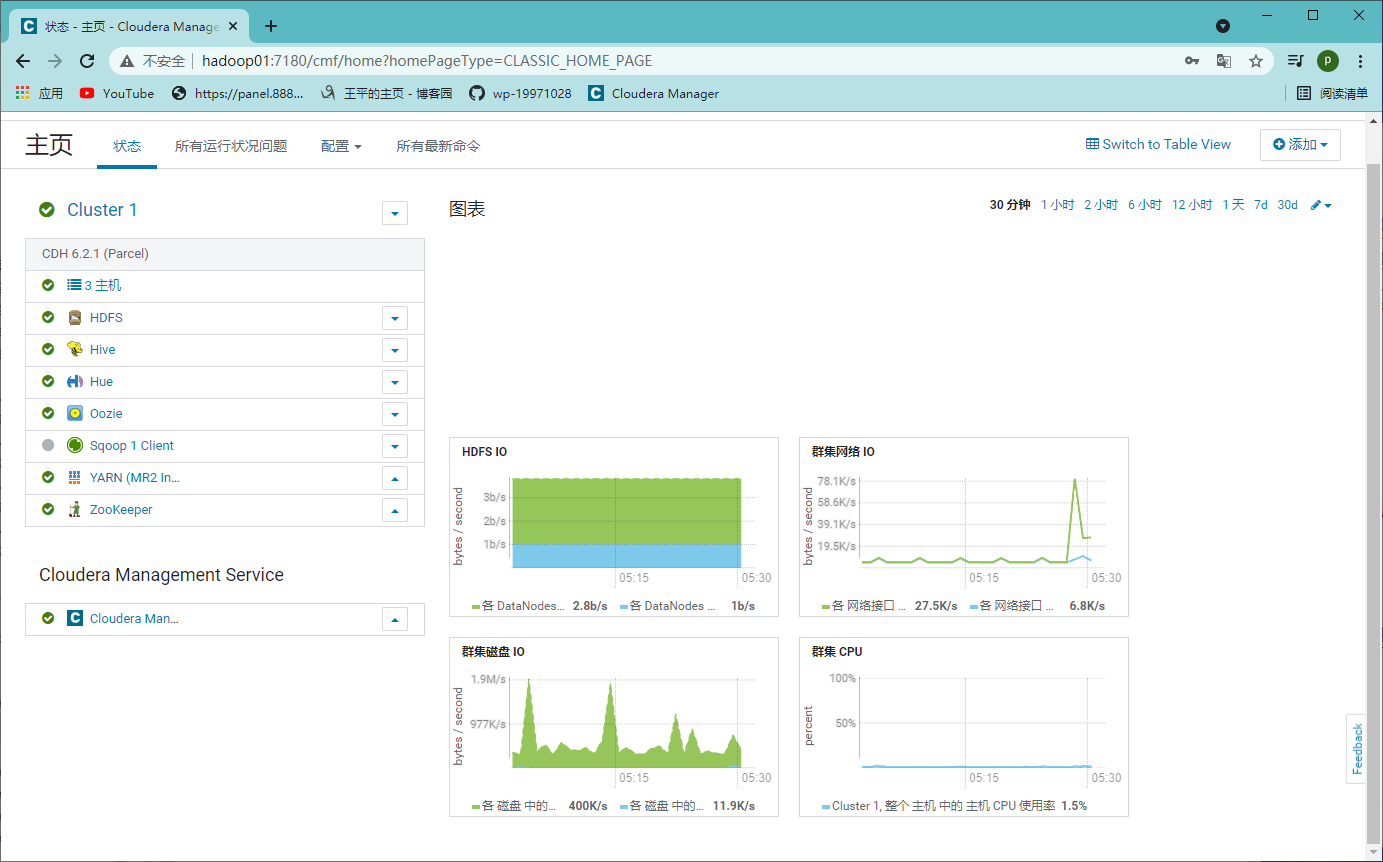 状态 - 主页 - Cloudera Manage
不安全 hadoop01:7180/cmf/home?homePageType=CLASSIC_HOME_PAGE
P
应用 YouTube https://panel.888... 王平的主页 - 博客园 wp-19971028 Cloudera Manager 阅读清单
主页 状态 所有运行状况问题 配置 所有最新命令 Switch to Table View 添加
Cluster 1
图表
30 分钟 1 小时 2 小时 6 小时 12 小时 1 天 7d 30d
CDH 6.2.1 (Parcel)
3 主机
HDFS
Hive
Hue
Oozie
Sqoop 1 Client
YARN (MR2 In...
ZooKeeper
Cloudera Management Service
Cloudera Man...
HDFS IO
bytes / second
3b/s
2b/s
1b/s
05:15 05:30
各 DataNodes... 2.8b/s 各 DataNodes ... 1b/s
群集网络 IO
bytes / second
78.1K/s
58.6K/s
39.1K/s
19.5K/s
05:15 05:30
各 网络接口 ... 27.5K/s 各 网络接口 ... 6.8K/s
群集磁盘 IO
bytes / second
1.9M/s
977K/s
05:15 05:30
各 磁盘 中的... 400K/s 各 磁盘 中的... 11.9K/s
群集 CPU
percent
100%
50%
05:15 05:30
Cluster 1, 整个 主机 中的 主机 CPU 使用率 1.5%
Feedback